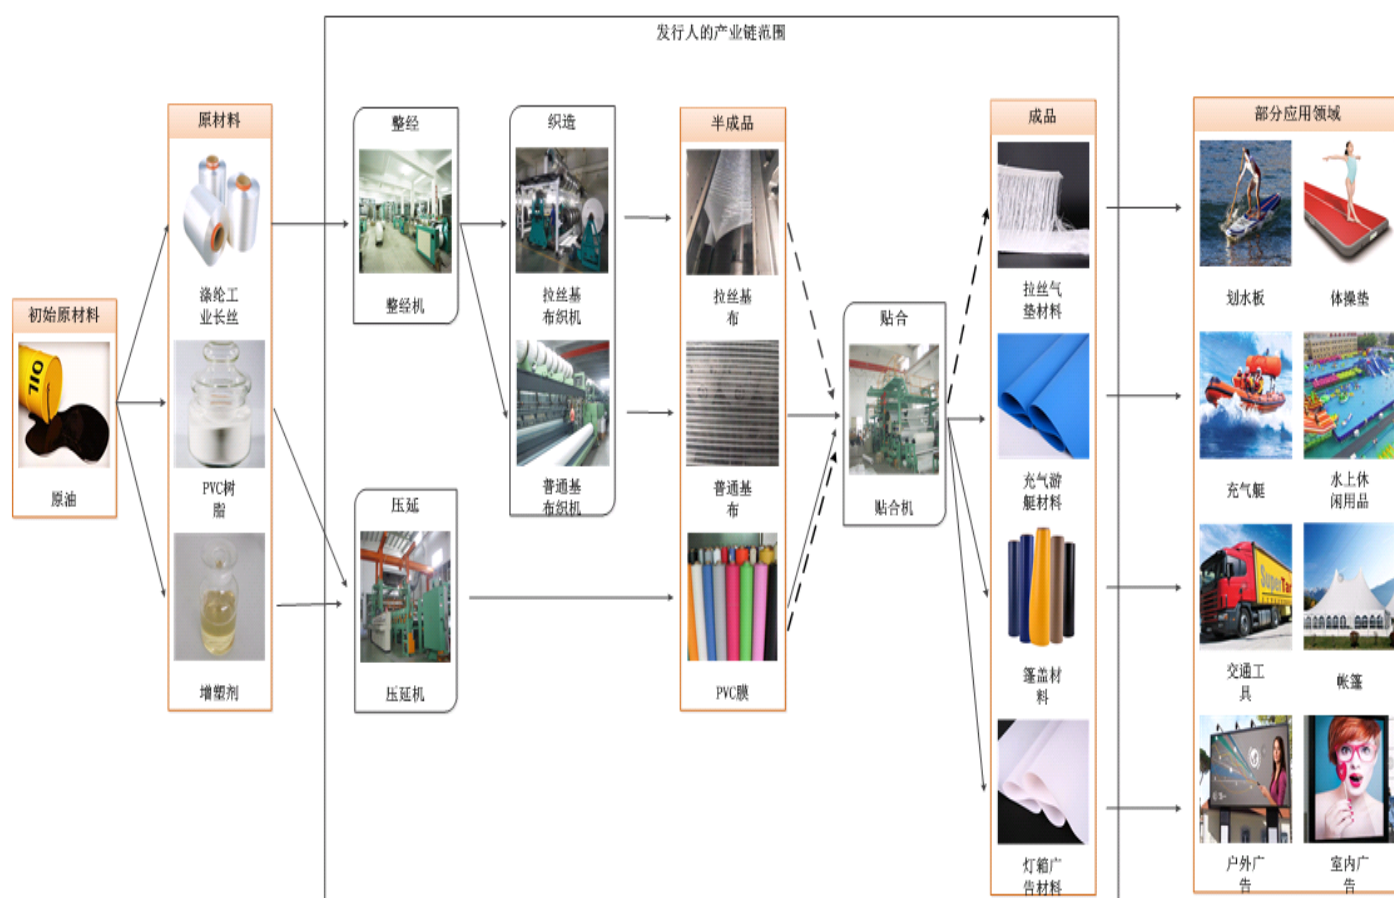 发行人的产业链范围
初始原材料
OIL
原油
原材料
涤纶工
业长丝
PVC树
脂
增塑剂
整经
整经机
织造
拉丝基
布织机
普通基
布织机
压延
压延机
半成品
拉丝基
布
普通基
布
PVC膜
贴合
贴合机
成品
拉丝气
垫材料
充气游
艇材料
篷盖材
料
灯箱广
告材料
部分应用领域
划水板
体操垫
充气艇
水上休
闲用品
SuperTar
交通工
具
帐篷
户外广
告
室内广
告